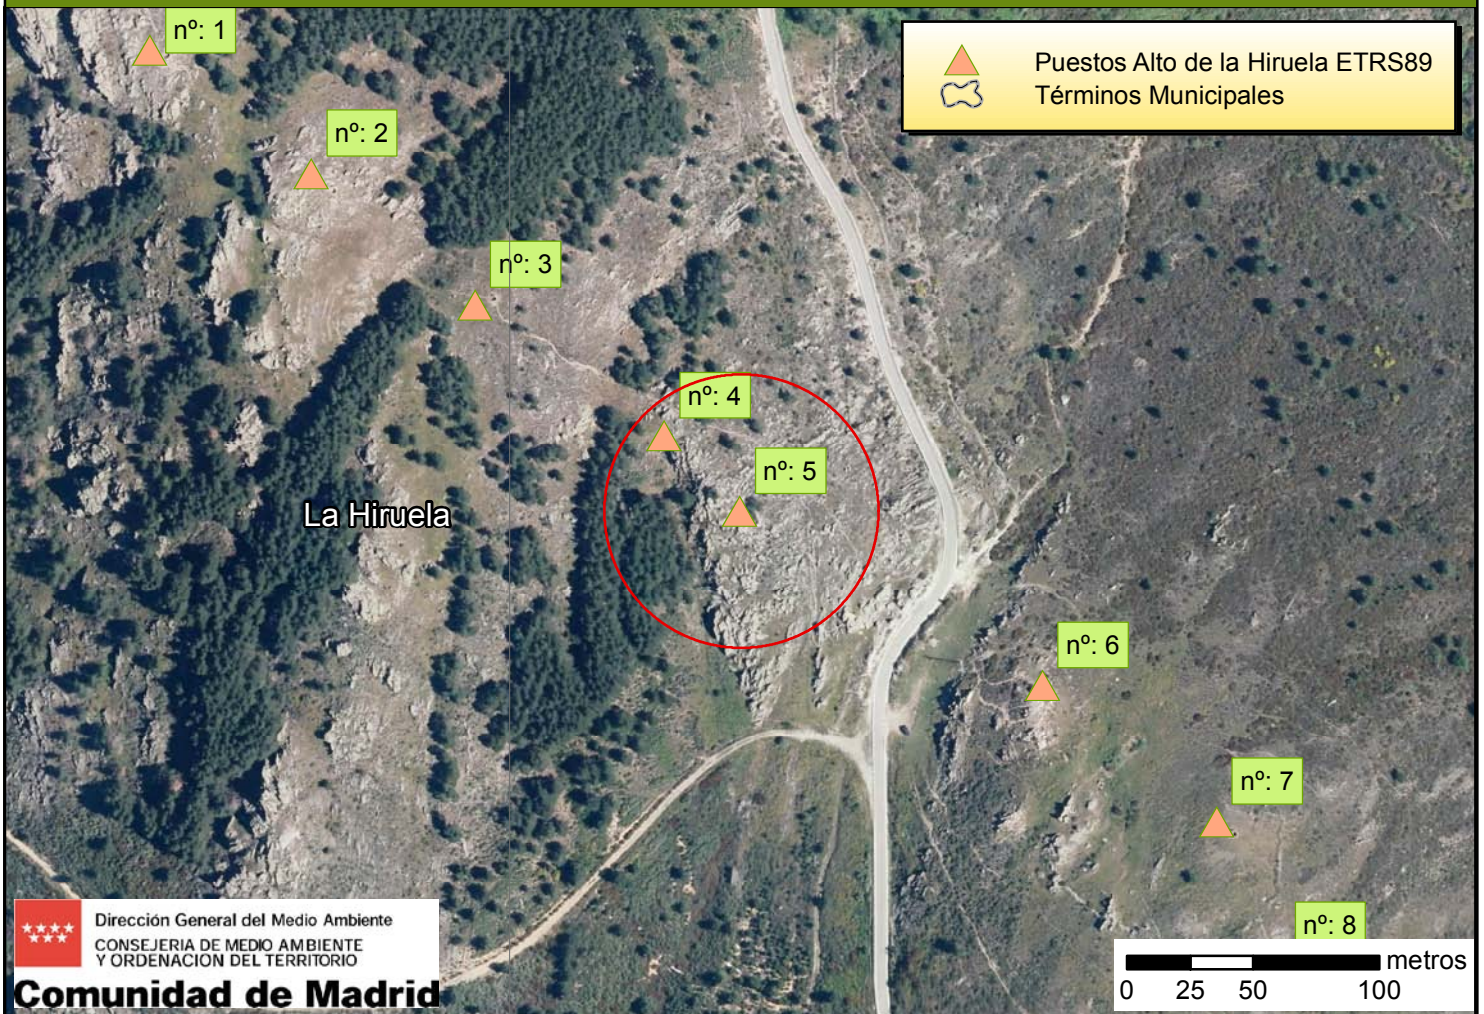 nº: 1
Puestos Alto de la Hiruela ETRS89
Términos Municipales
nº: 2
nº: 3
nº: 4
nº: 5
La Hiruela
nº: 6
nº: 7
nº: 8
Dirección General del Medio Ambiente
CONSEJERIA DE MEDIO AMBIENTE
Y ORDENACION DEL TERRITORIO
Comunidad de Madrid
metros
0 25 50 100